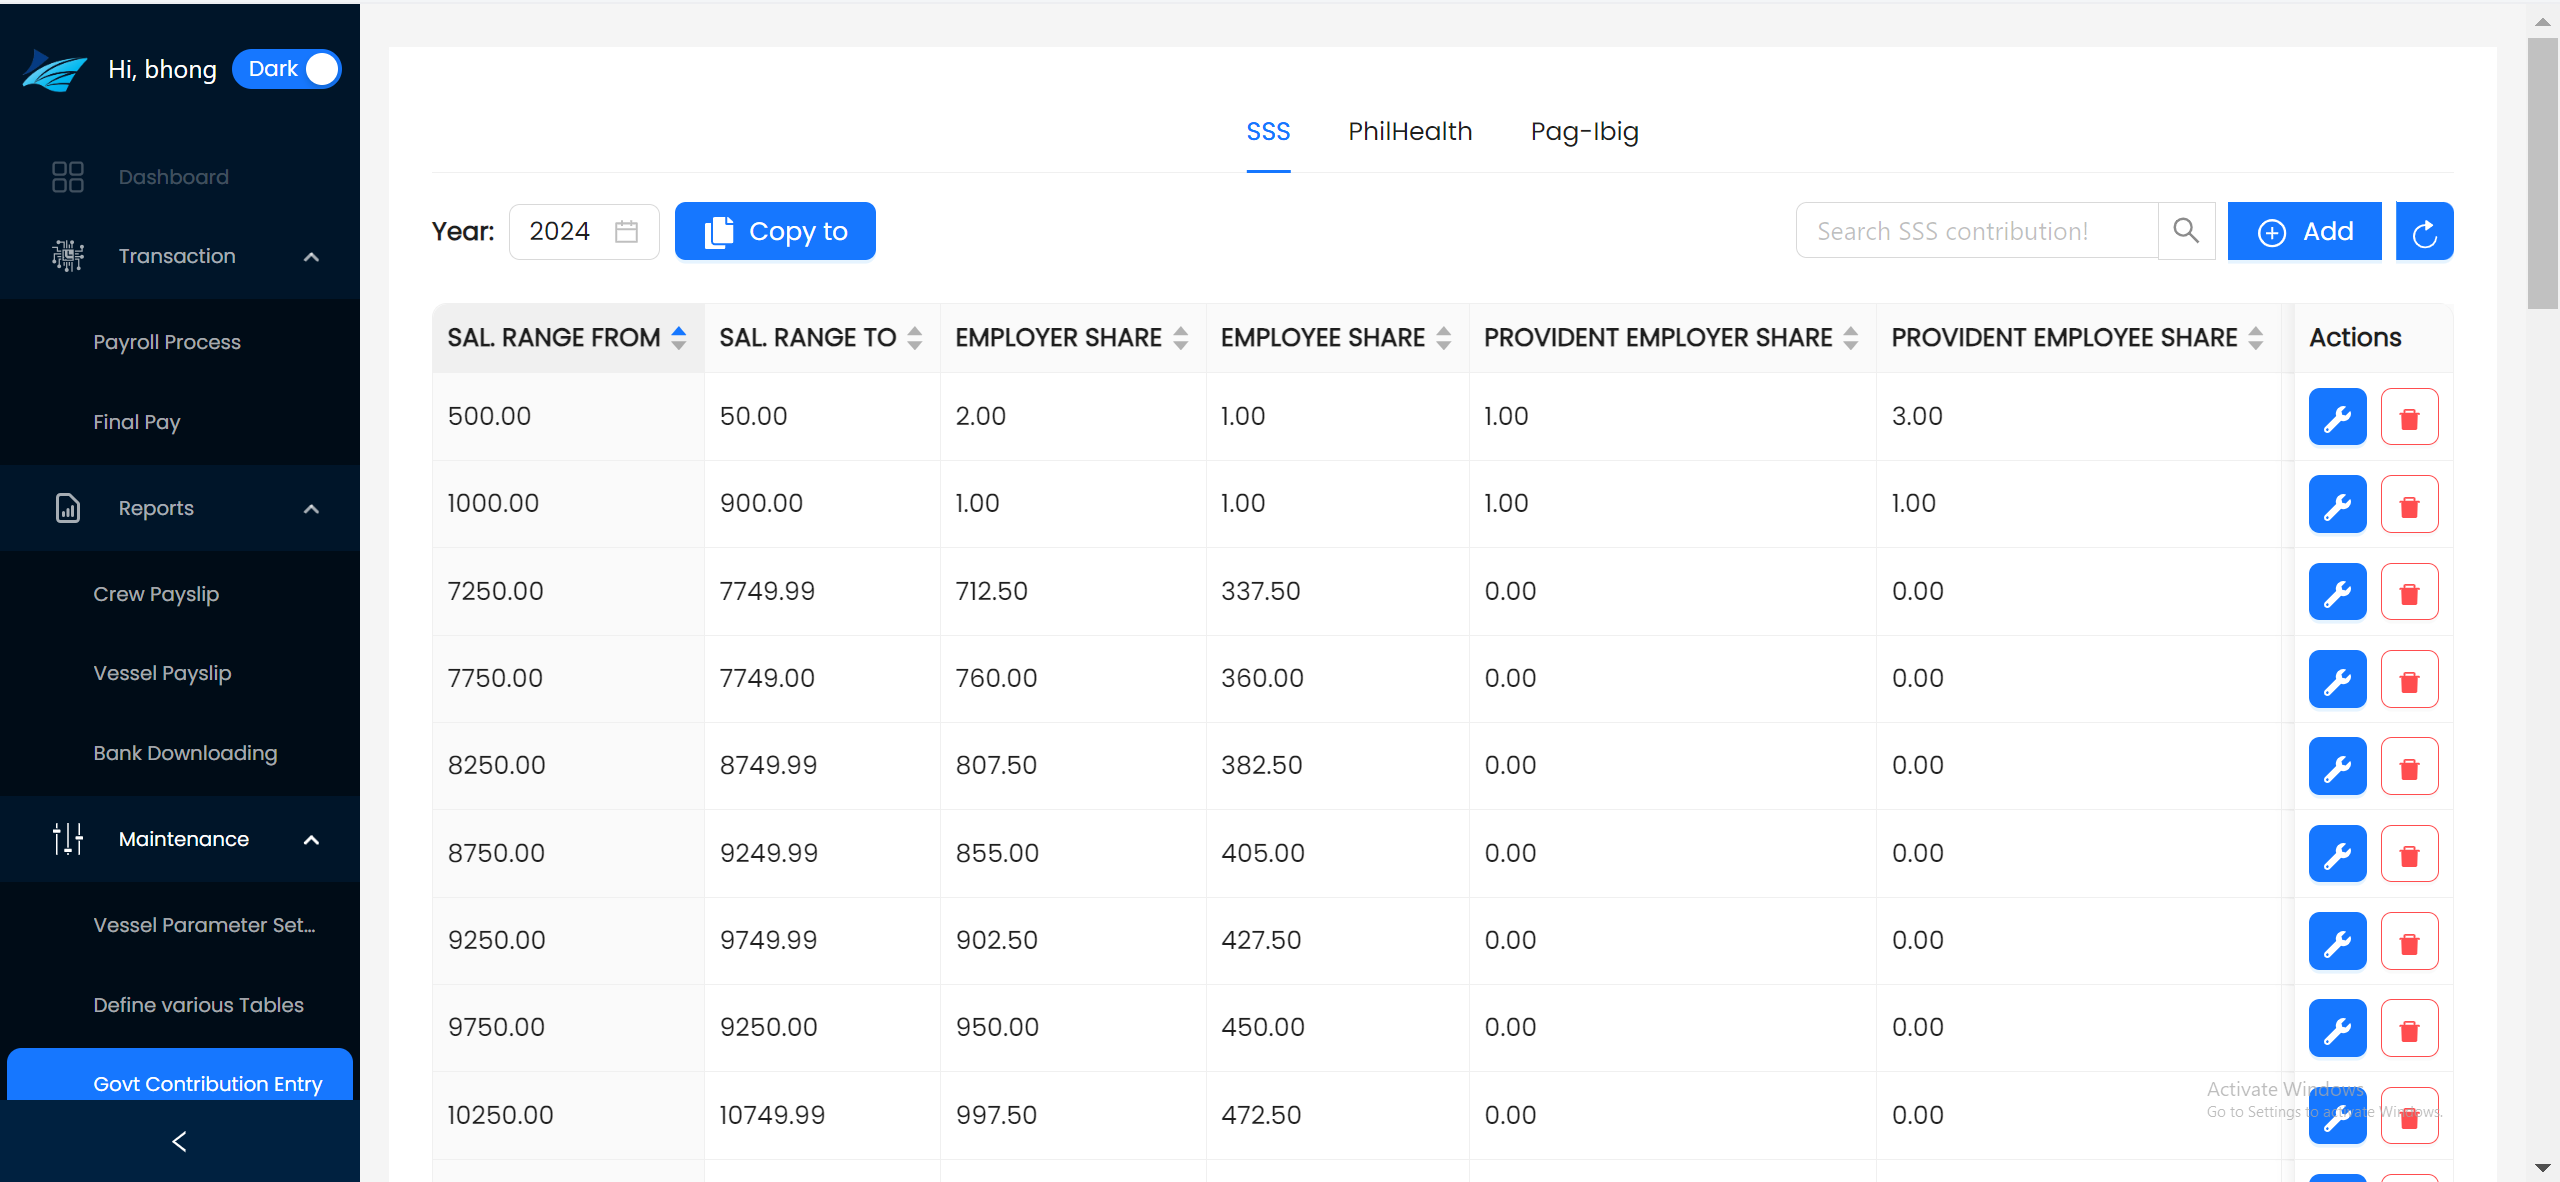 Hi, bhong
Dark
Dashboard
Transaction
Payroll Process
Final Pay
Reports
Crew Payslip
Vessel Payslip
Bank Downloading
Maintenance
Vessel Parameter Set...
Define various Tables
Govt Contribution Entry
SSS PhilHealth Pag-Ibig
Year: 2024 Copy to Search SSS contribution! Add
SAL. RANGE FROM SAL. RANGE TO EMPLOYER SHARE EMPLOYEE SHARE PROVIDENT EMPLOYER SHARE PROVIDENT EMPLOYEE SHARE Actions
500.00 50.00 2.00 1.00 1.00 3.00
1000.00 900.00 1.00 1.00 1.00 1.00
7250.00 7749.99 712.50 337.50 0.00 0.00
7750.00 7749.00 760.00 360.00 0.00 0.00
8250.00 8749.99 807.50 382.50 0.00 0.00
8750.00 9249.99 855.00 405.00 0.00 0.00
9250.00 9749.99 902.50 427.50 0.00 0.00
9750.00 9250.00 950.00 450.00 0.00 0.00
10250.00 10749.99 997.50 472.50 0.00 0.00
Activate Windows
Go to Settings to activate Windows.